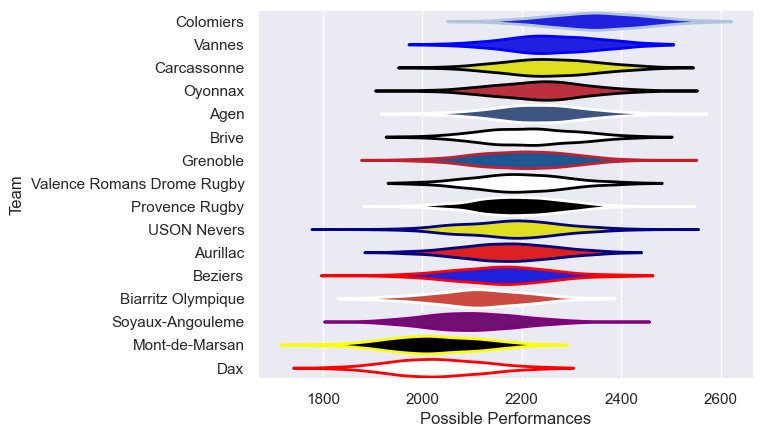 Colomiers
Vannes
Carcassonne
Oyonnax
Agen
Brive
Grenoble
Valence Romans Drome Rugby
Provence Rugby
USON Nevers
Aurillac
Beziers
Biarritz Olympique
Soyaux-Angouleme
Mont-de-Marsan
Dax
Team
1800 2000 2200 2400 2600
Possible Performances